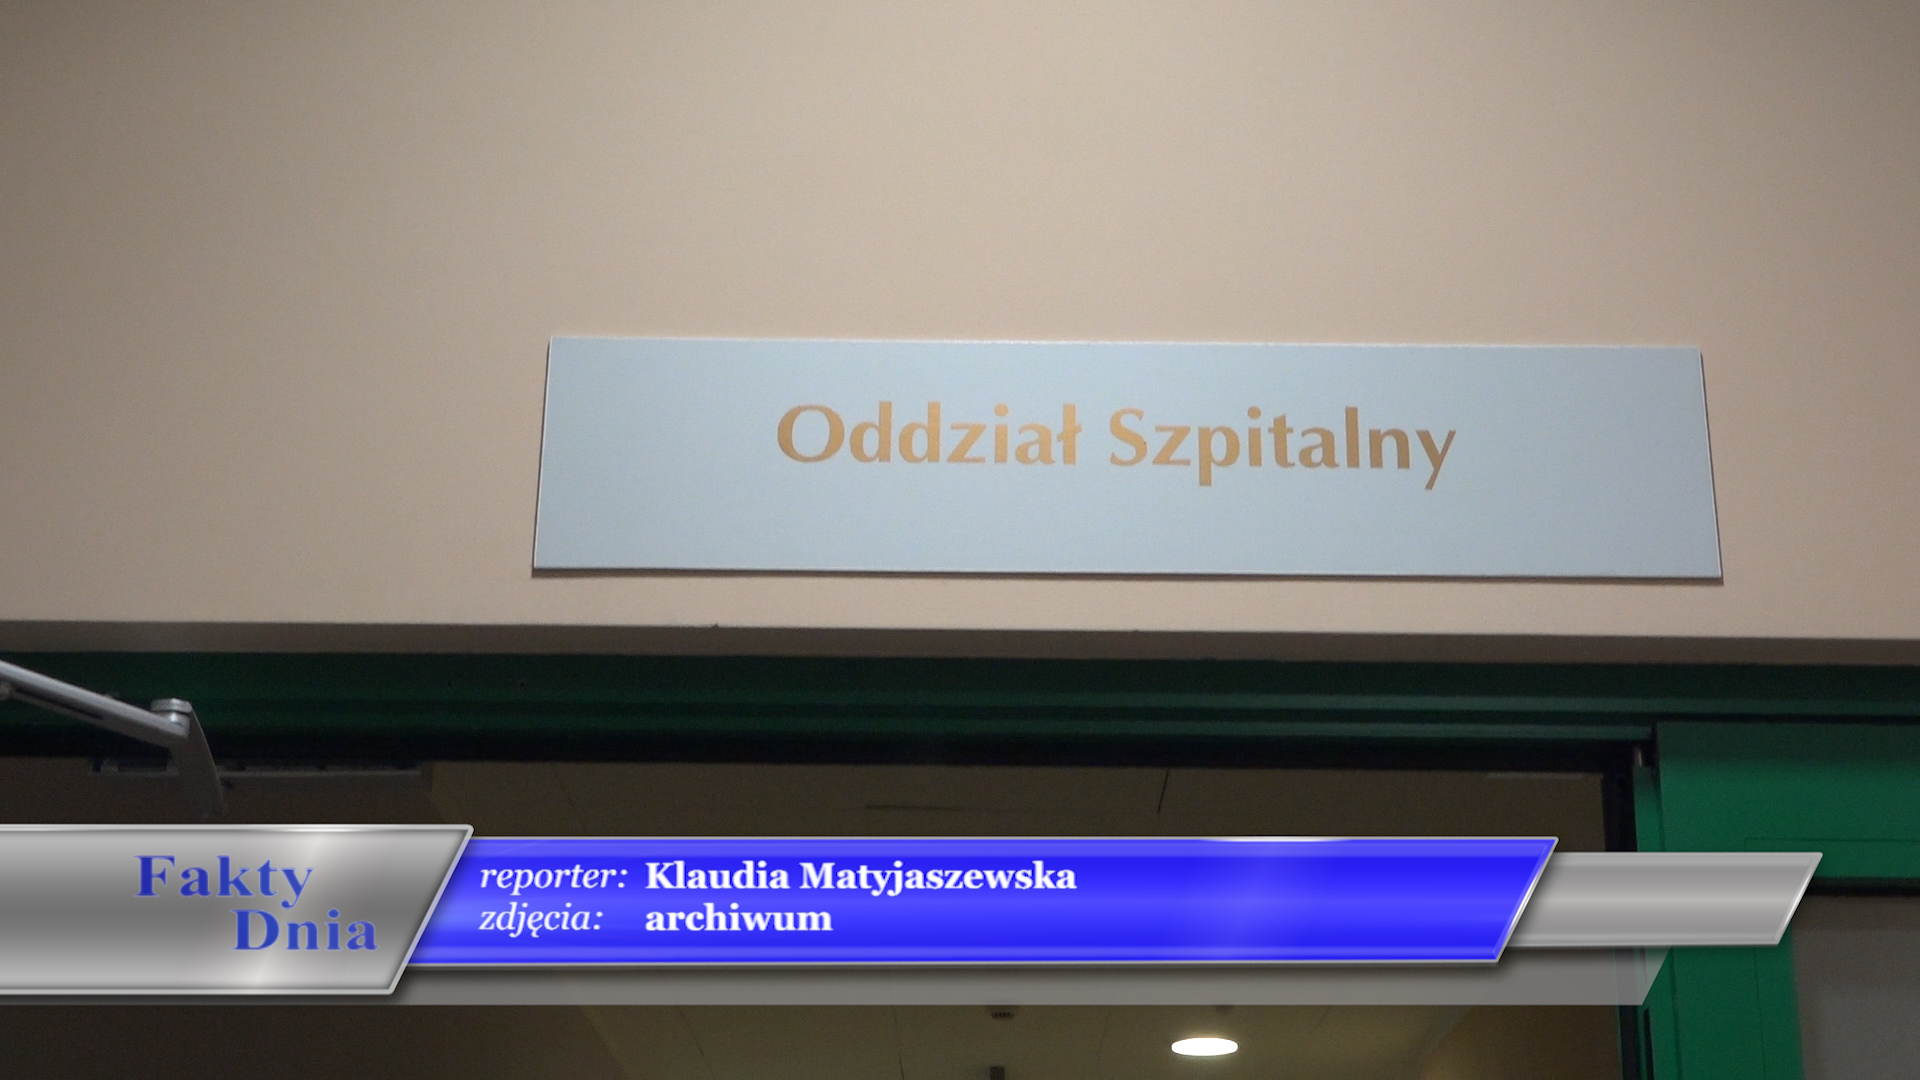 Oddział Szpitalny
Fakty
Dnia
reporter: Klaudia Matyjaszewska
zdjęcia: archiwum